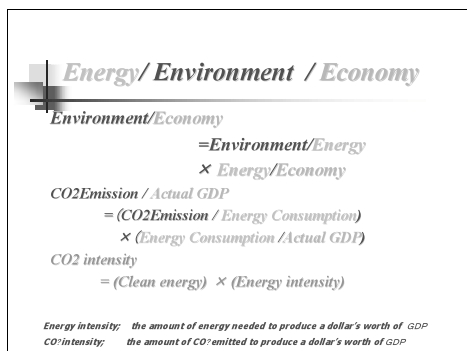 Energy/ Environment / Economy
Environment/Economy
=Environment/Energy
× Energy/Economy
CO2Emission / Actual GDP
= (CO2Emission / Energy Consumption)
× (Energy Consumption /Actual GDP)
CO2 intensity
= (Clean energy) × (Energy intensity)
Energy intensity; the amount of energy needed to produce a dollar's worth of GDP
CO² intensity; the amount of CO² emitted to produce a dollar's worth of GDP